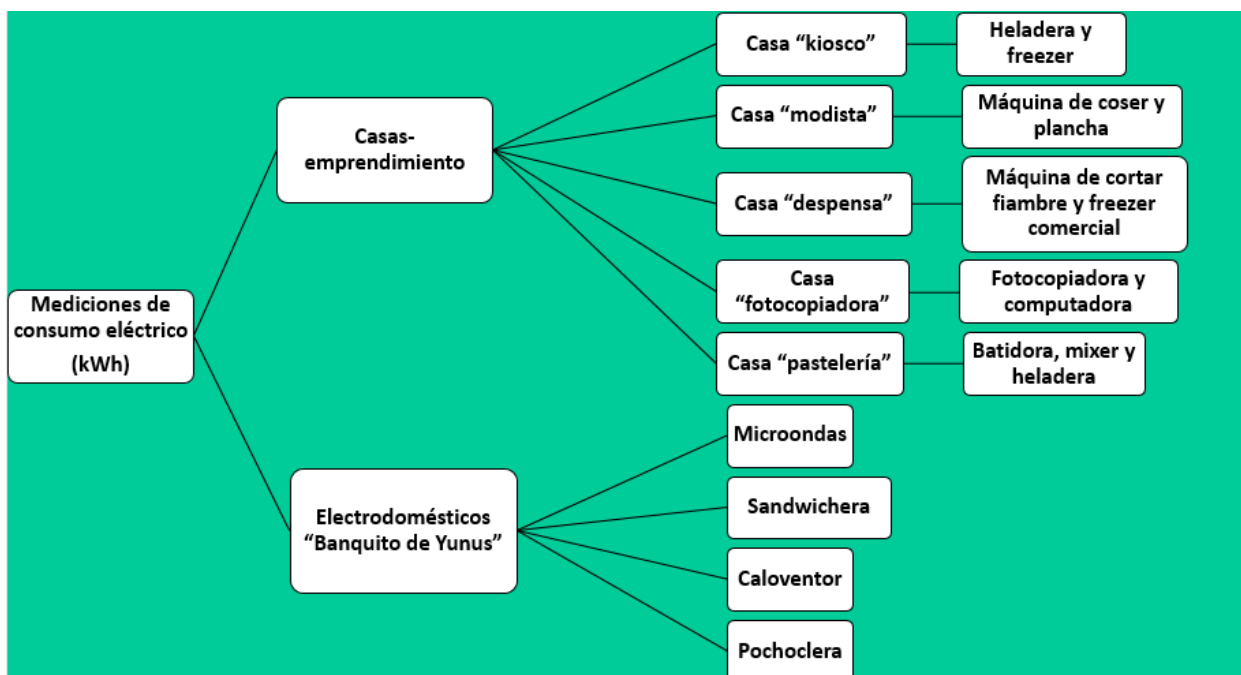 Mediciones de
consumo eléctrico
(kWh)
Casas-
emprendimiento
Casa “kiosco”
Heladera y
freezer
Casa “modista”
Máquina de coser y
plancha
Casa “despensa”
Máquina de cortar
fiambre y freezer
comercial
Casa
“fotocopiadora”
Fotocopiadora y
computadora
Casa “pastelería”
Batidora, mixer y
heladera
Electrodomésticos
“Banquito de Yunus”
Microondas
Sandwichera
Caloventor
Pochoclera